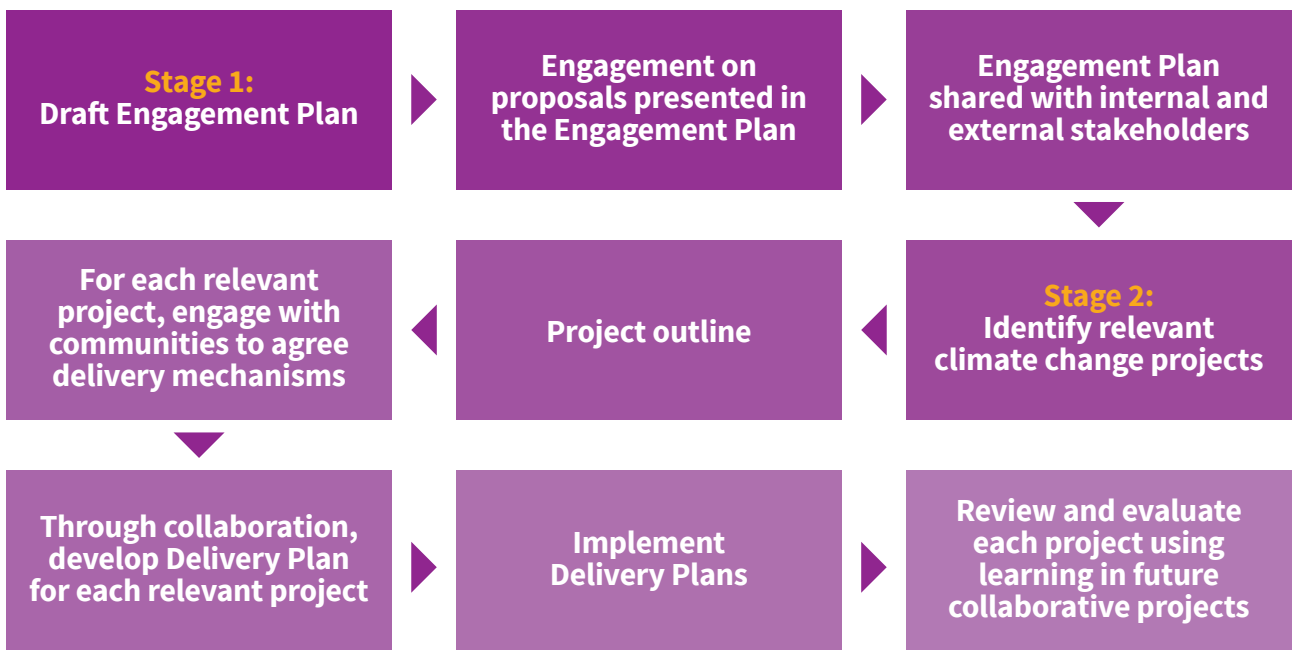 Stage 1:
Draft Engagement Plan
Engagement on
proposals presented in
the Engagement Plan
Engagement Plan
shared with internal and
external stakeholders
Stage 2:
Identify relevant
climate change projects
Project outline
For each relevant
project, engage with
communities to agree
delivery mechanisms
Through collaboration,
develop Delivery Plan
for each relevant project
Implement
Delivery Plans
Review and evaluate
each project using
learning in future
collaborative projects